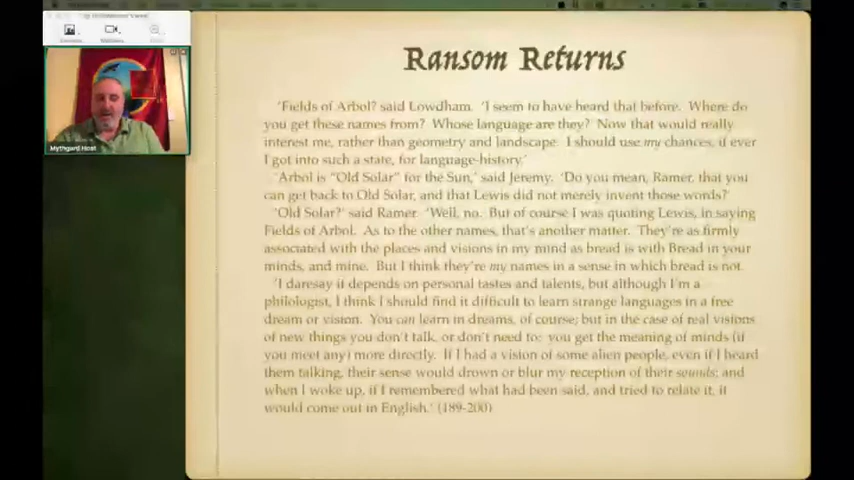 Ransom Returns
'Fields of Arbol? said Lowdham. 'I seem to have heard that before. Where do
you get these names from? Whose language are they? Now that would really
interest me, rather than geometry and landscape. I should use my chances, if ever
I got into such a state, for language-history.'
'Arbol is "Old Solar" for the Sun,' said Jeremy. 'Do you mean, Ramer, that you
can get back to Old Solar, and that Lewis did not merely invent those words?'
'Old Solar?' said Ramer. 'Well, no. But of course I was quoting Lewis, in saying
Fields of Arbol. As to the other names, that's another matter. They're as firmly
associated with the places and visions in my mind as bread is with Bread in your
minds, and mine. But I think they're my names in a sense in which bread is not.
'I daresay it depends on personal tastes and talents, but although I'm a
philologist, I think I should find it difficult to learn strange languages in a free
dream or vision. You can learn in dreams, of course; but in the case of real visions
of new things you don't talk, or don't need to: you get the meaning of minds (if
you meet any) more directly. If I had a vision of some alien people, even if I heard
them talking, their sense would drown or blur my reception of their sounds; and
when I woke up, if I remembered what had been said, and tried to relate it, it
would come out in English.' (189-200)
Mythgard Host